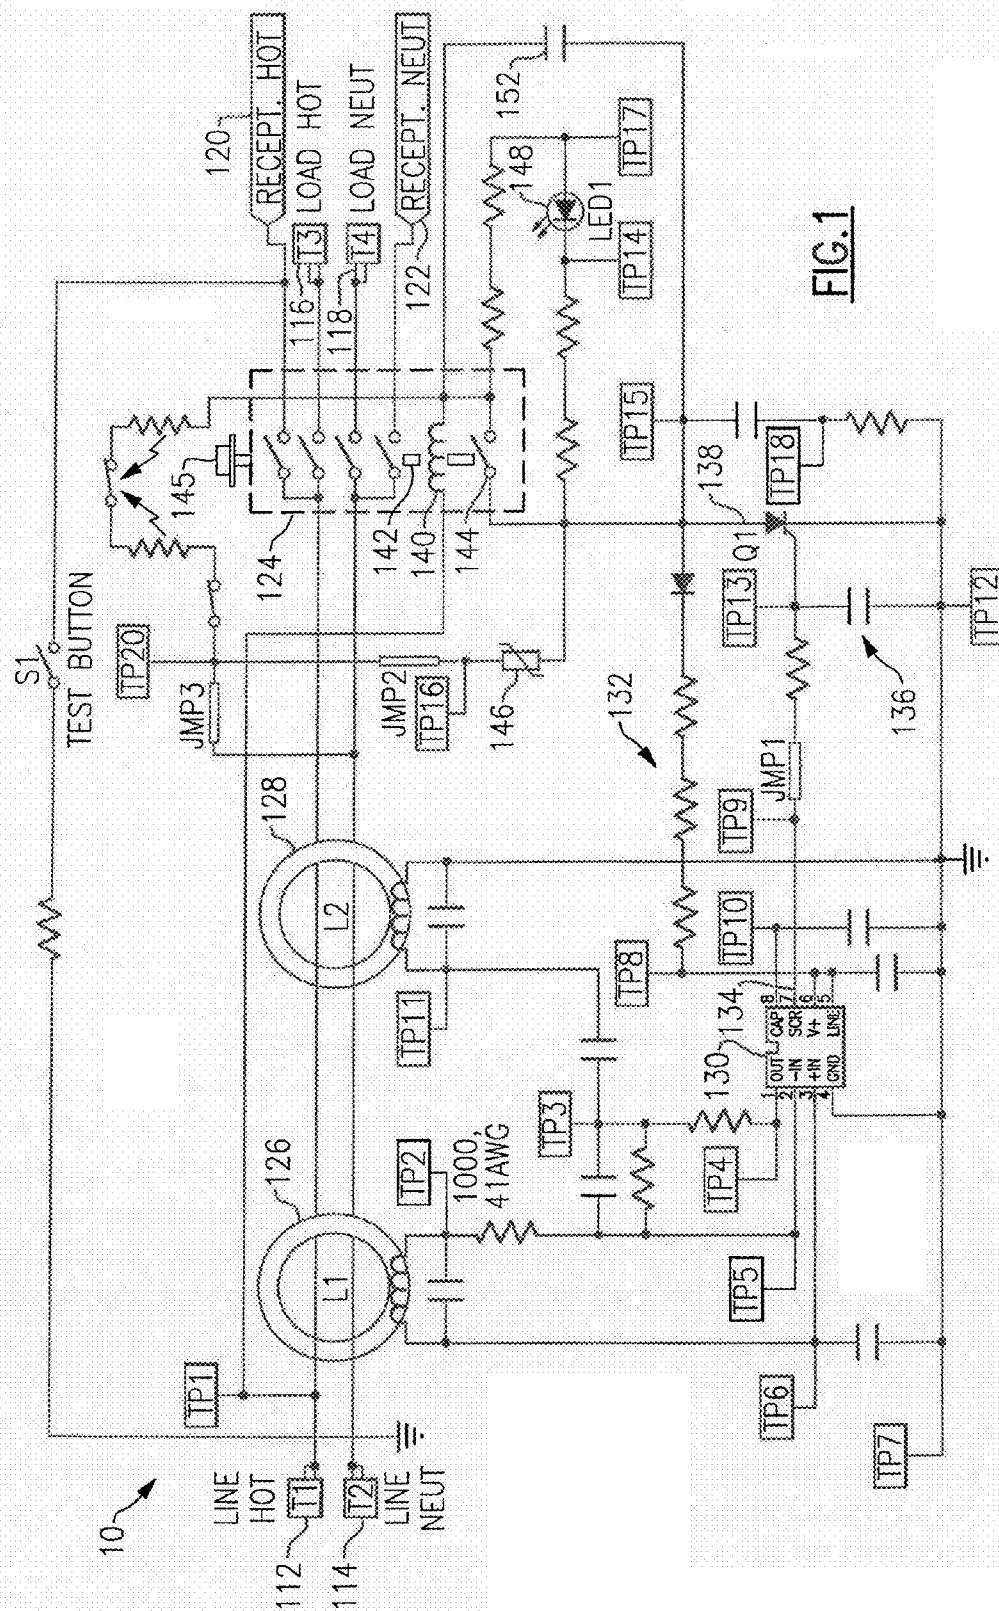 10
112
T1
LINE
HOT
114
T2
LINE
NEUT
TP1
126
L1
128
L2
S1
TEST BUTTON
TP20
JMP3
JMP2
TP16
146
145
124
142
140
144
120
RECEPT. HOT
116
T3
LOAD HOT
118
T4
LOAD NEUT
122
RECEPT. NEUT
152
148
LED1
TP17
TP14
TP15
138
TP18
Q1
TP13
136
TP12
132
JMP1
TP9
TP10
TP8
TP11
134
130
1
2
3
4
OUT
-IN
+IN
GND
CAP
SCR
V+
LINE
8
7
6
5
TP3
TP4
TP2
1000,
41AWG
TP5
TP6
TP7
FIG.1